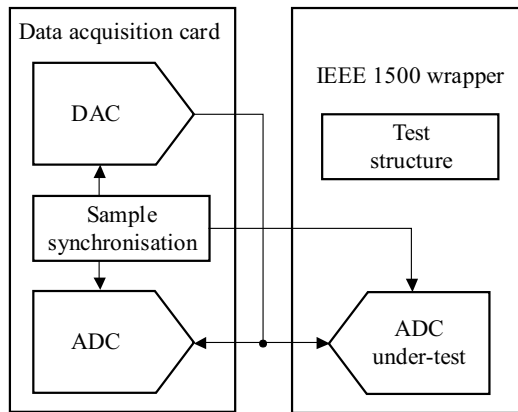 Data acquisition card
DAC
Sample
synchronisation
ADC
IEEE 1500 wrapper
Test
structure
ADC
under-test